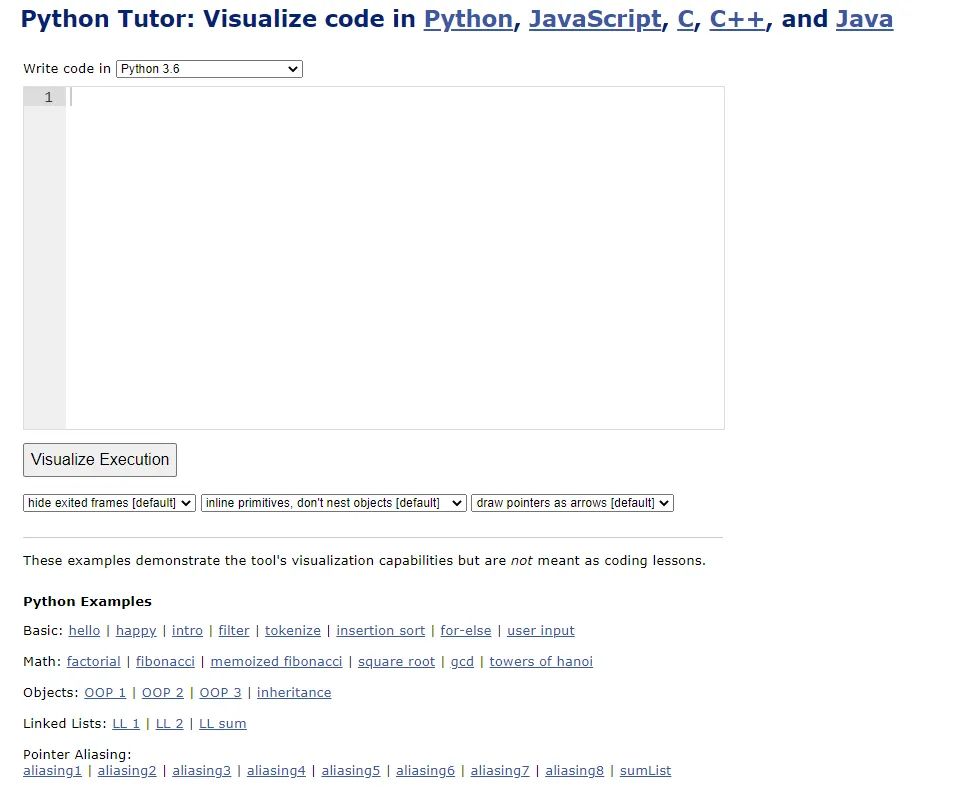 Python Tutor: Visualize code in Python, JavaScript, C, C++, and Java
Write code in Python 3.6
1
Visualize Execution
hide exited frames [default] inline primitives, don't nest objects [default] draw pointers as arrows [default]
These examples demonstrate the tool's visualization capabilities but are not meant as coding lessons.
Python Examples
Basic: hello | happy | intro | filter | tokenize | insertion sort | for-else | user input
Math: factorial | fibonacci | memoized fibonacci | square root | gcd | towers of hanoi
Objects: OOP 1 | OOP 2 | OOP 3 | inheritance
Linked Lists: LL 1 | LL 2 | LL sum
Pointer Aliasing:
aliasing1 | aliasing2 | aliasing3 | aliasing4 | aliasing5 | aliasing6 | aliasing7 | aliasing8 | sumList